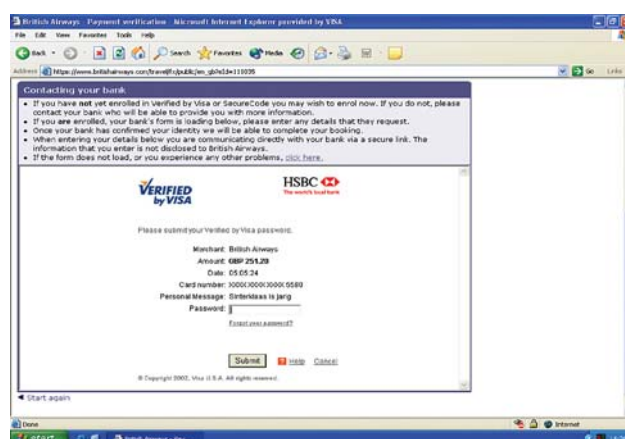 British Airways - Payment verification - Microsoft Internet Explorer provided by VISA
File Edit View Favorites Tools Help
Back Search Favorites Media
Address https://www.britishairways.com/travel/fx/public/en_gb?eId=111035 Go Links
Contacting your bank
• If you have not yet enrolled in Verified by Visa or SecureCode you may wish to enrol now. If you do not, please
contact your bank who will be able to provide you with more information.
• If you are enrolled, your bank's form is loading below, please enter any details that they request.
• Once your bank has confirmed your identity we will be able to complete your booking.
• When entering your details below you are communicating directly with your bank via a secure link. The
information that you enter is not disclosed to British Airways.
• If the form does not load, or you experience any other problems, click here.
VERIFIED
by VISA
HSBC
The world's local bank
Please submit your Verified by Visa password.
Merchant: British Airways
Amount: GBP 251,20
Date: 05.05.24
Card number: XXXX XXXX XXXX 5580
Personal Message: Sinterklaas is jarig
Password:
Forgot your password?
Submit Help Cancel
© Copyright 2002, Visa U.S.A. All rights reserved.
Start again
Done Internet
start